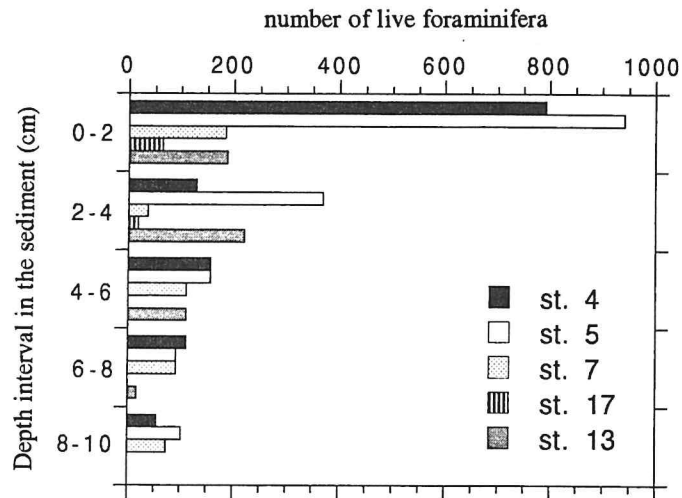 number of live foraminifera
0 200 400 600 800 1000
Depth interval in the sediment (cm)
0-2
2-4
4-6
6-8
8-10
st. 4
st. 5
st. 7
st. 17
st. 13